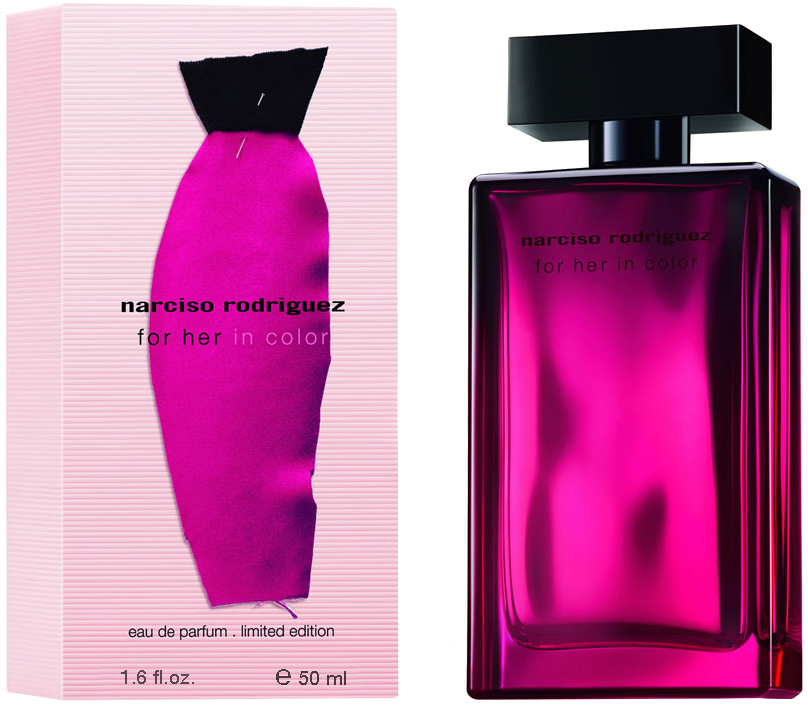 narciso rodriguez
for her in color
eau de parfum . limited edition
1.6 fl.oz. ℮ 50 ml
narciso rodriguez
for her in color